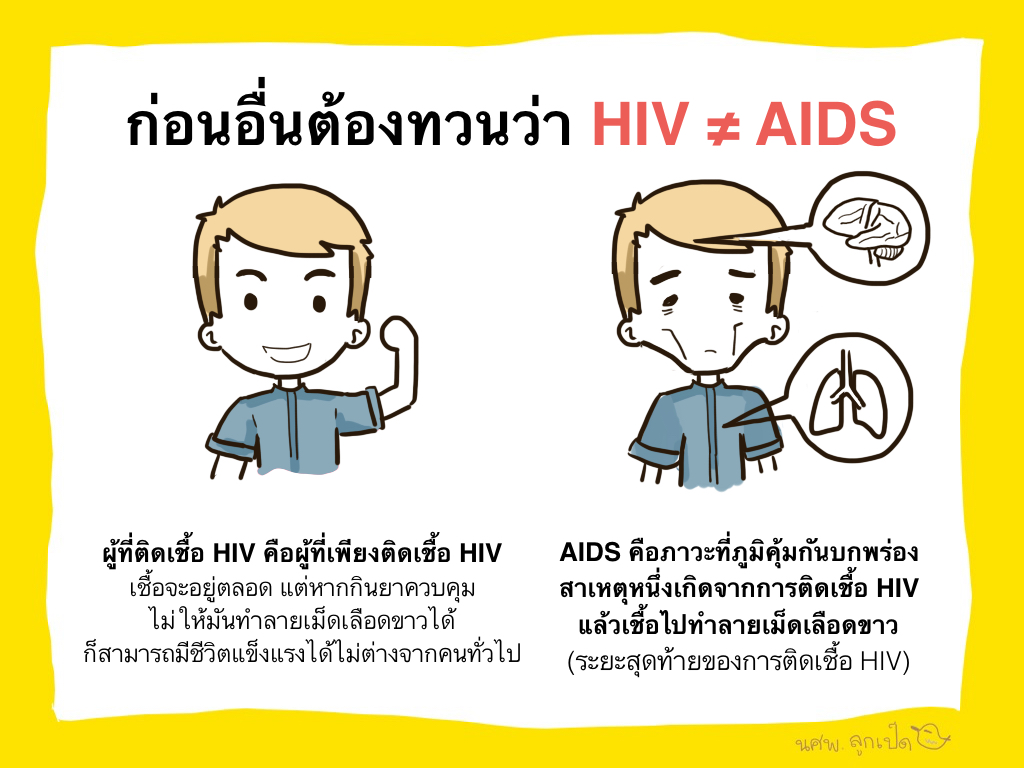 ก่อนอื่นต้องทวนว่า HIV ≠ AIDS
ผู้ที่ติดเชื้อ HIV คือผู้ที่เพียงติดเชื้อ HIV
เชื้อจะอยู่ตลอด แต่หากกินยาควบคุม
ไม่ ให้มันทำลายเม็ดเลือดขาวได้
ก็สามารถมีชีวิตแข็งแรงได้ไม่ต่างจากคนทั่วไป
AIDS คือภาวะที่ภูมิคุ้มกันบกพร่อง
สาเหตุหนึ่งเกิดจากการติดเชื้อ HIV
แล้วเชื้อไปทำลายเม็ดเลือดขาว
(ระยะสุดท้ายของการติดเชื้อ HIV)
นศพ. ลูกเป็ด